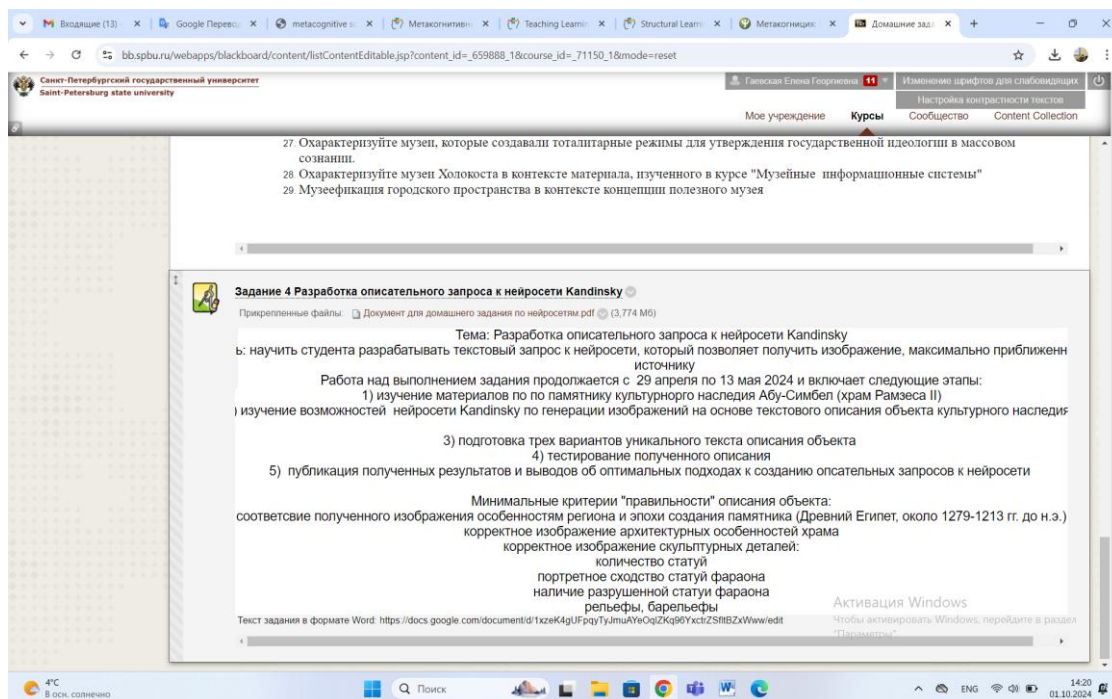 Входящие (13)
Google Перевод
metacognitive s
Метакогнитивн
Teaching Learnin
Structural Learni
Метакогниция:
Домашние зада
bb.spbu.ru/webapps/blackboard/content/listContentEditable.jsp?content_id=_659888_1&course_id=_71150_1&mode=reset
Санкт-Петербургский государственный университет
Saint-Petersburg state university
Гаевская Елена Георгиевна 11
Изменение шрифтов для слабовидящих
Настройка контрастности текстов
Мое учреждение Курсы Сообщество Content Collection
27. Охарактеризуйте музеи, которые создавали тоталитарные режимы для утверждения государственной идеологии в массовом
сознании.
28. Охарактеризуйте музеи Холокоста в контексте материала, изученного в курсе "Музейные информационные системы"
29. Музеефикация городского пространства в контексте концепции полезного музея
Задание 4 Разработка описательного запроса к нейросети Kandinsky
Прикрепленные файлы: Документ для домашнего задания по нейросетям.pdf (3,774 Мб)
Тема: Разработка описательного запроса к нейросети Kandinsky
ь: научить студента разрабатывать текстовый запрос к нейросети, который позволяет получить изображение, максимально приближенн
источнику
Работа над выполнением задания продолжается с 29 апреля по 13 мая 2024 и включает следующие этапы:
1) изучение материалов по по памятнику культурного наследия Абу-Симбел (храм Рамзеса II)
) изучение возможностей нейросети Kandinsky по генерации изображений на основе текстового описания объекта культурного наследия
3) подготовка трех вариантов уникального текста описания объекта
4) тестирование полученного описания
5) публикация полученных результатов и выводов об оптимальных подходах к созданию опсательных запросов к нейросети
Минимальные критерии "правильности" описания объекта:
соответсвие полученного изображения особенностям региона и эпохи создания памятника (Древний Египет, около 1279-1213 гг. до н.э.)
корректное изображение архитектурных особенностей храма
корректное изображение скульптурных деталей:
количество статуй
портретное сходство статуй фараона
наличие разрушенной статуи фараона
рельефы, барельефы
Текст задания в формате Word: https://docs.google.com/document/d/1xzeK4gUFpqyTyJmuAYeOqlZKq96YxctrZSfltBZxWww/edit
Активация Windows
Чтобы активировать Windows, перейдите в раздел
"Параметры".
4°C
В осн. солнечно
Поиск
ENG
14:20
01.10.2024